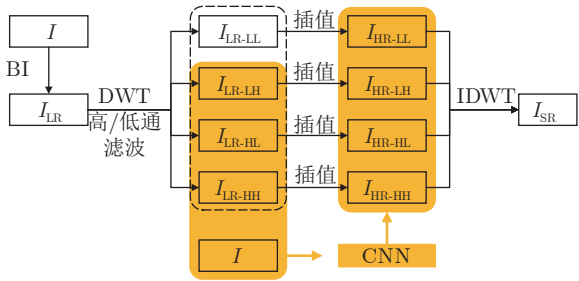 I
I_LR-LL
插值
I_HR-LL
BI
I_LR-LH
插值
I_HR-LH
I_LR
DWT
高/低通
滤波
IDWT
I_SR
I_LR-HL
插值
I_HR-HL
I_LR-HH
插值
I_HR-HH
I
CNN